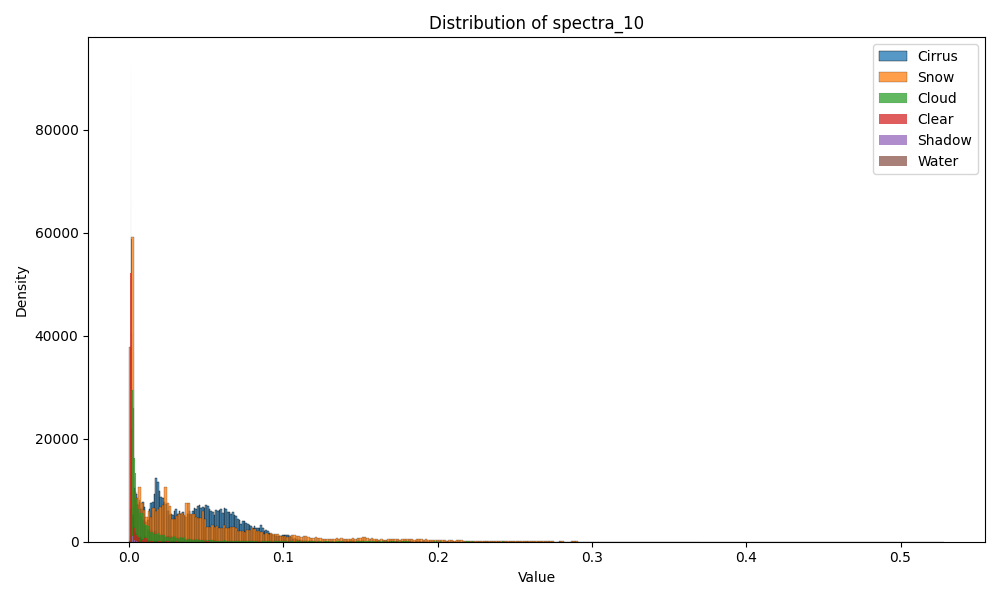 Distribution of spectra_10
Cirrus
Snow
Cloud
Clear
Shadow
Water
80000
60000
40000
20000
0
Density
0.0
0.1
0.2
0.3
0.4
0.5
Value